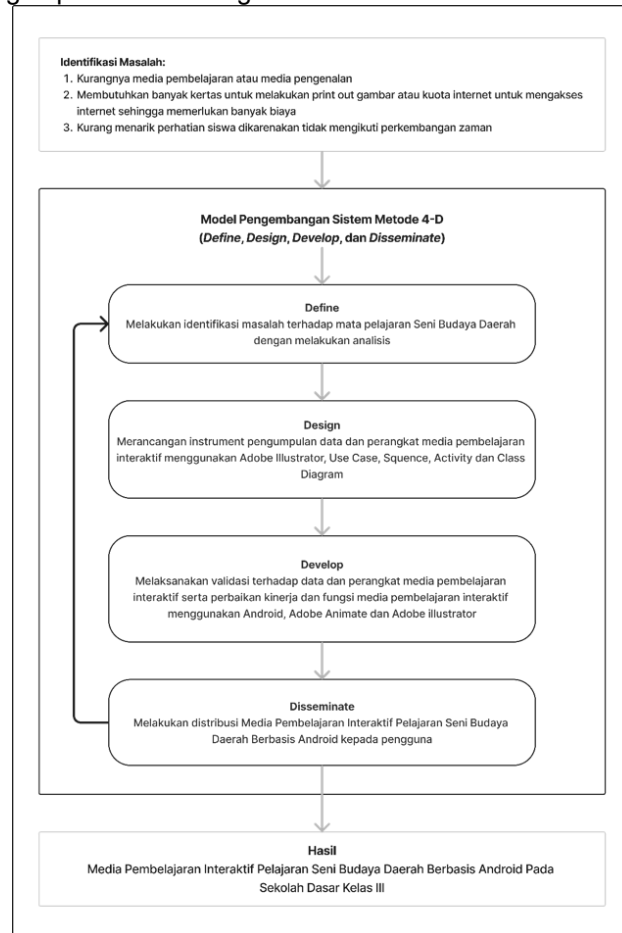 Identifikasi Masalah:
1. Kurangnya media pembelajaran atau media pengenalan
2. Membutuhkan banyak kertas untuk melakukan print out gambar atau kuota internet untuk mengakses
internet sehingga memerlukan banyak biaya
3. Kurang menarik perhatian siswa dikarenakan tidak mengikuti perkembangan zaman
Model Pengembangan Sistem Metode 4-D
(Define, Design, Develop, dan Disseminate)
Define
Melakukan identifikasi masalah terhadap mata pelajaran Seni Budaya Daerah
dengan melakukan analisis
Design
Merancangan instrument pengumpulan data dan perangkat media pembelajaran
interaktif menggunakan Adobe Illustrator, Use Case, Squence, Activity dan Class
Diagram
Develop
Melaksanakan validasi terhadap data dan perangkat media pembelajaran
interaktif serta perbaikan kinerja dan fungsi media pembelajaran interaktif
menggunakan Android, Adobe Animate dan Adobe illustrator
Disseminate
Melakukan distribusi Media Pembelajaran Interaktif Pelajaran Seni Budaya
Daerah Berbasis Android kepada pengguna
Hasil
Media Pembelajaran Interaktif Pelajaran Seni Budaya Daerah Berbasis Android Pada
Sekolah Dasar Kelas III